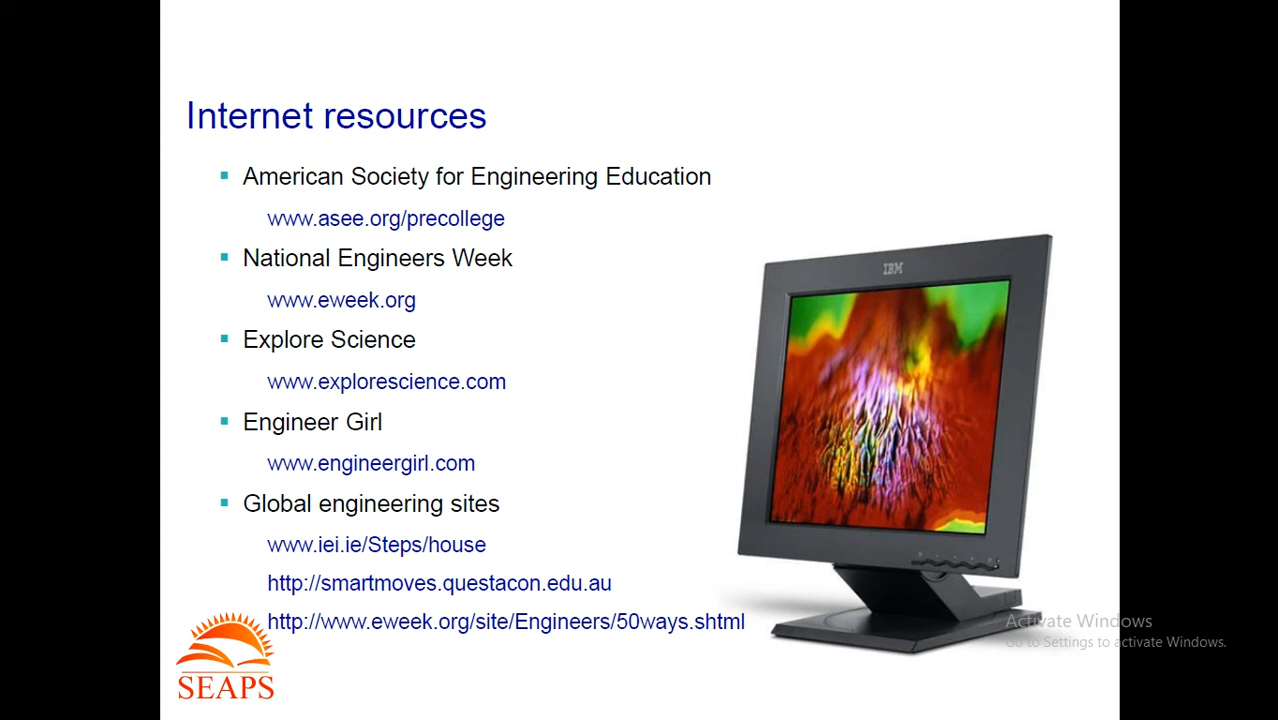 Internet resources
American Society for Engineering Education
www.asee.org/precollege
National Engineers Week
www.eweek.org
Explore Science
www.explorescience.com
Engineer Girl
www.engineergirl.com
Global engineering sites
www.iei.ie/Steps/house
http://smartmoves.questacon.edu.au
http://www.eweek.org/site/Engineers/50ways.shtml
IBM
SEAPS
Activate Windows
Go to Settings to activate Windows.